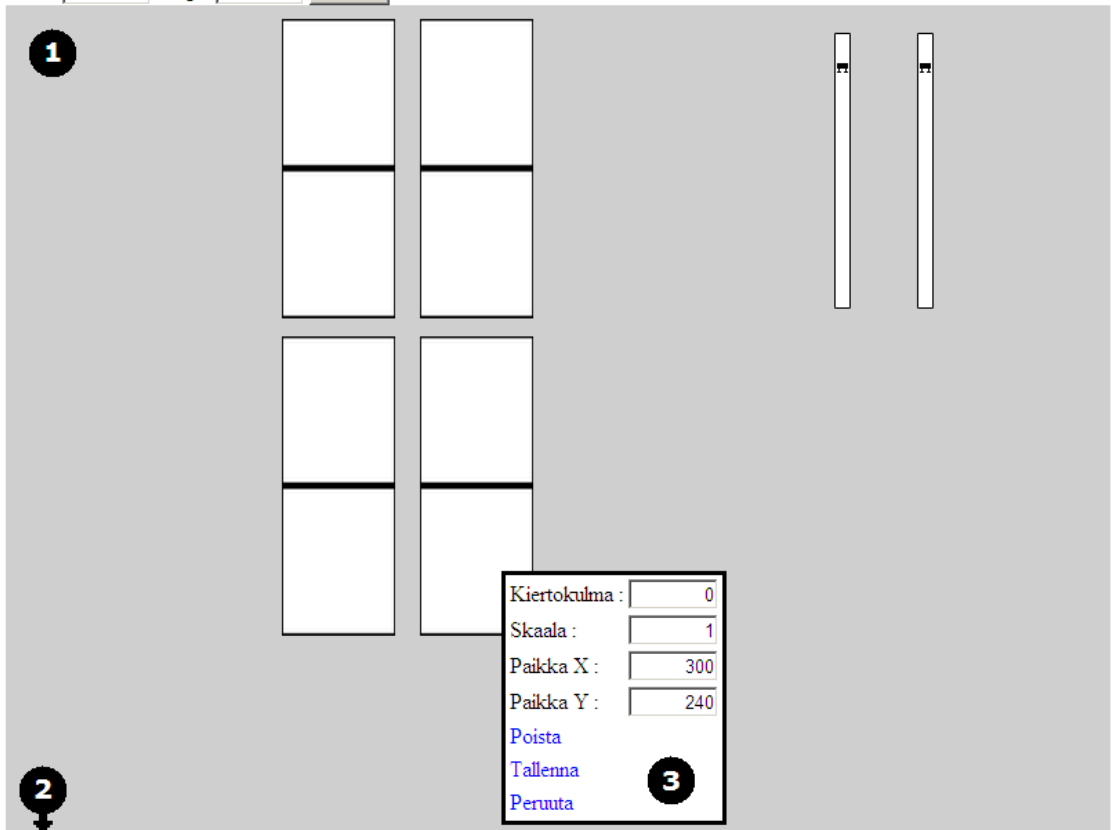 1
Kiertokulma : 0
Skaala : 1
Paikka X : 300
Paikka Y : 240
Poista
Tallenna
Peruuta
2
3